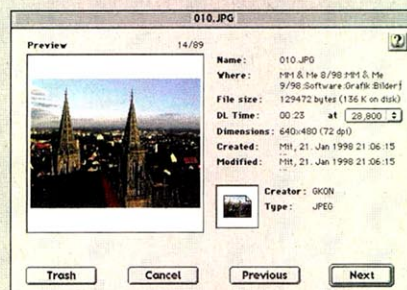 010.JPG
Preview 14/89
?
Name: 010.JPG
Where: MM & Me 8/98:MM & Me
9/98:Software:Grafik:Bilder
File size: 129472 bytes (136 K on disk)
DL Time: 00:23 at 28,800
Dimensions: 640x480 (72 dpi)
Created: Mit, 21. Jan 1998 21:06:15
Modified: Mit, 21. Jan 1998 21:06:15
Creator: GKON
Type: JPEG
Trash Cancel Previous Next